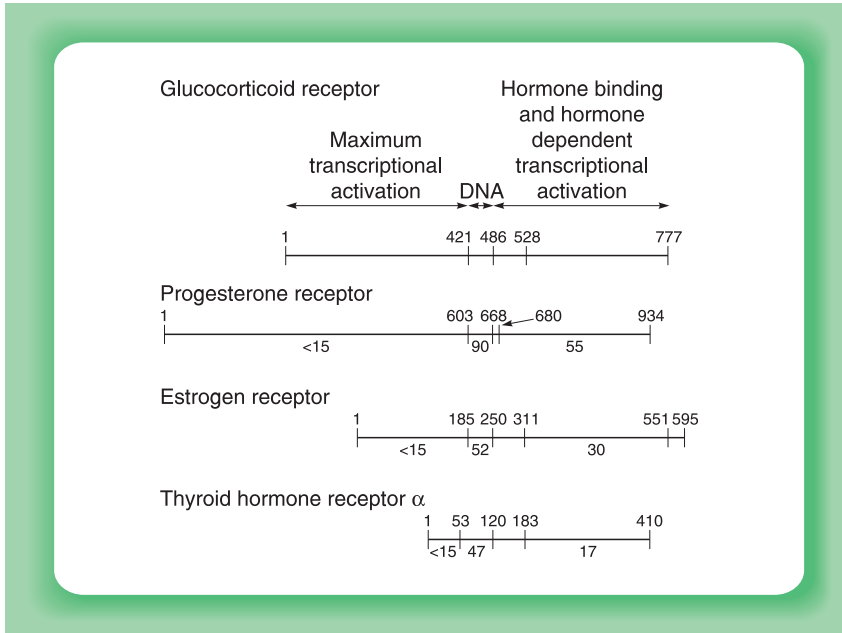 Glucocorticoid receptor
Hormone binding
and hormone
dependent
transcriptional
activation
Maximum
transcriptional
activation
DNA
1 421 486 528 777
Progesterone receptor
1 603 668 680 934
<15 90 55
Estrogen receptor
1 185 250 311 551 595
<15 52 30
Thyroid hormone receptor α
1 53 120 183 410
<15 47 17